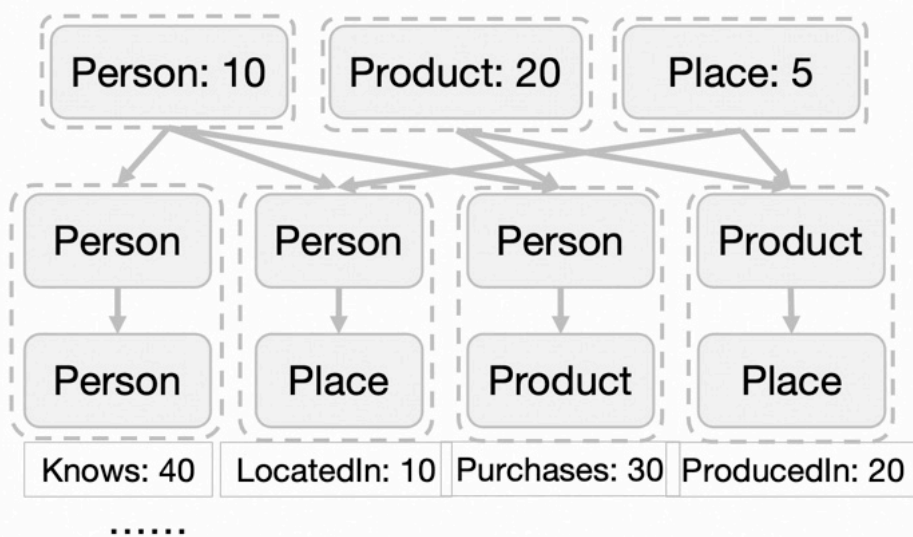 Person: 10 Product: 20 Place: 5
Person Person Person Product
Person Place Product Place
Knows: 40 LocatedIn: 10 Purchases: 30 ProducedIn: 20
......